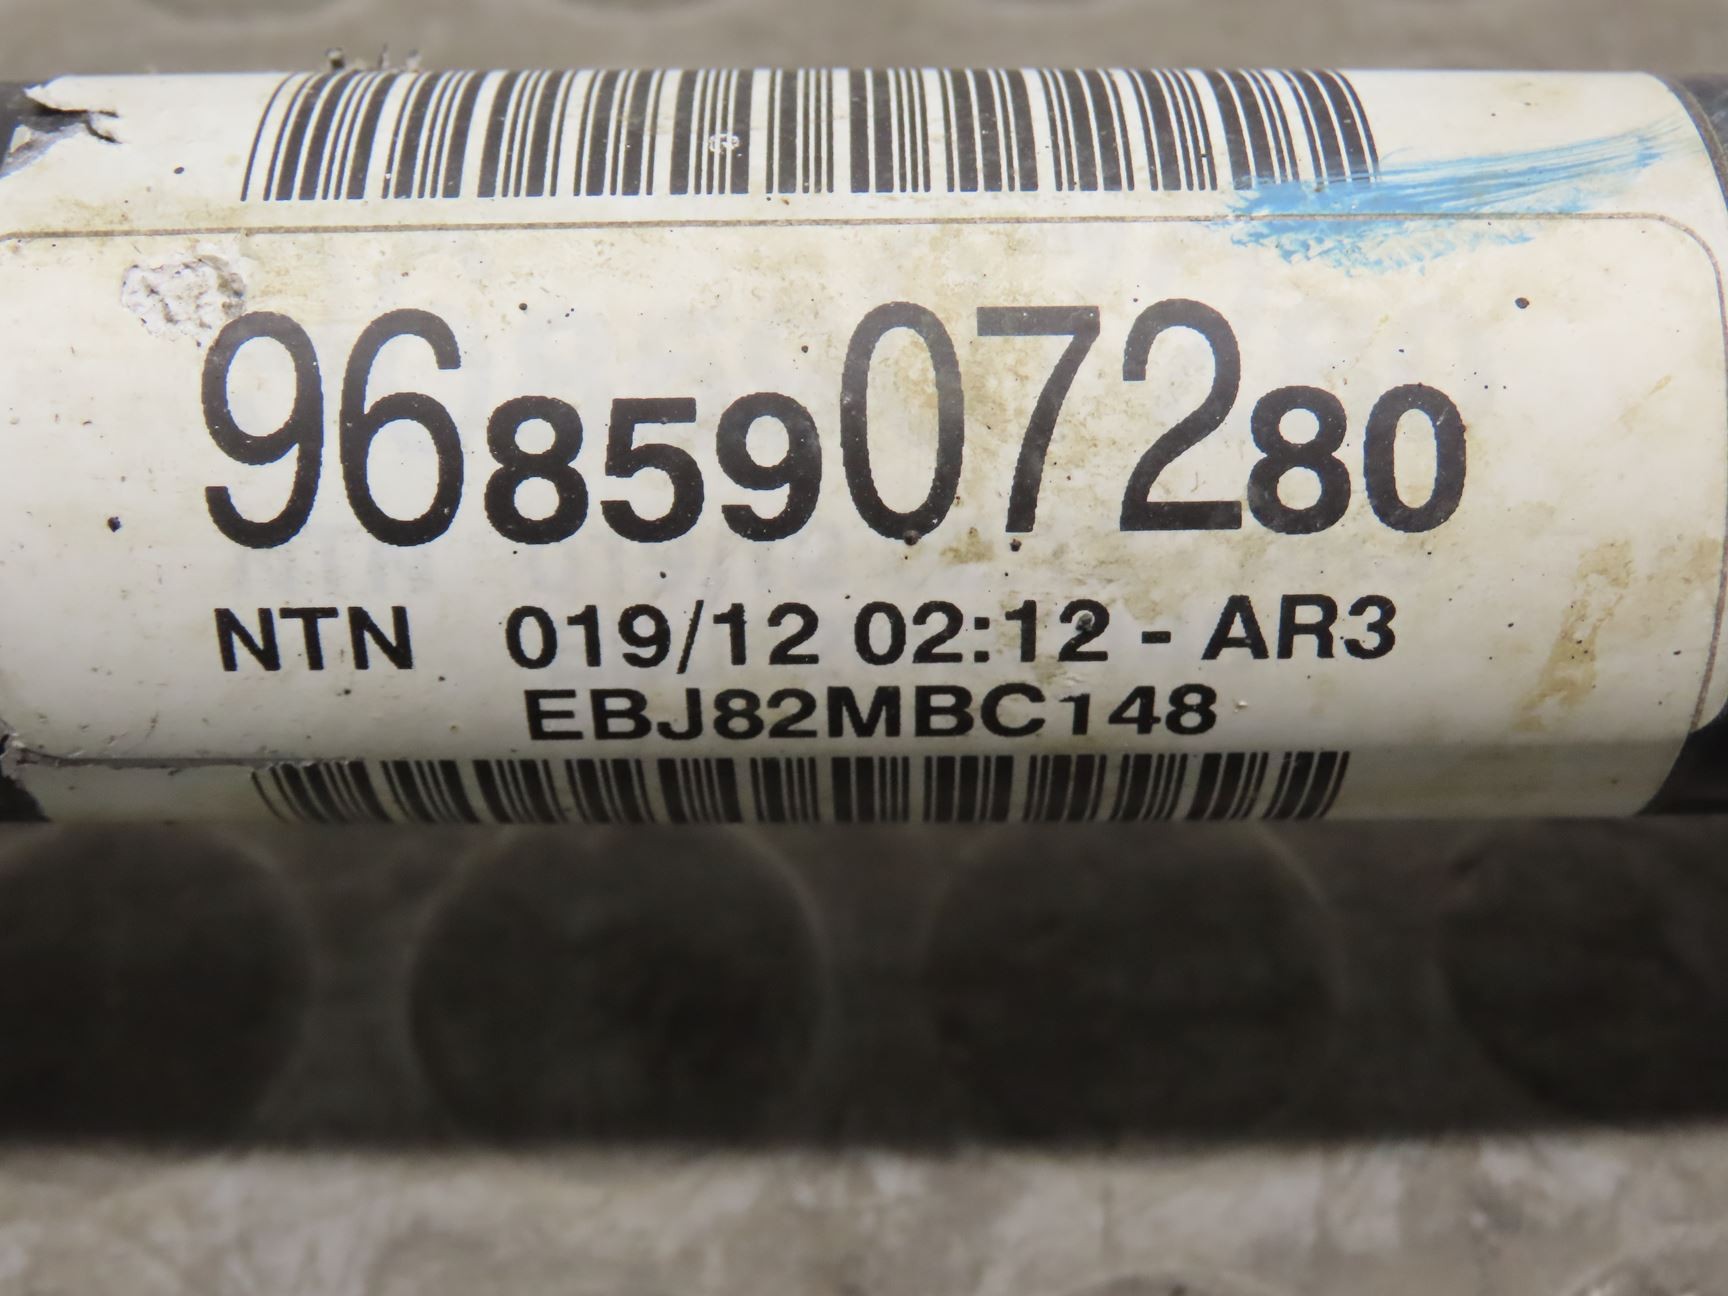 9685907280
NTN 019/12 02:12 - AR3
EBJ82MBC148